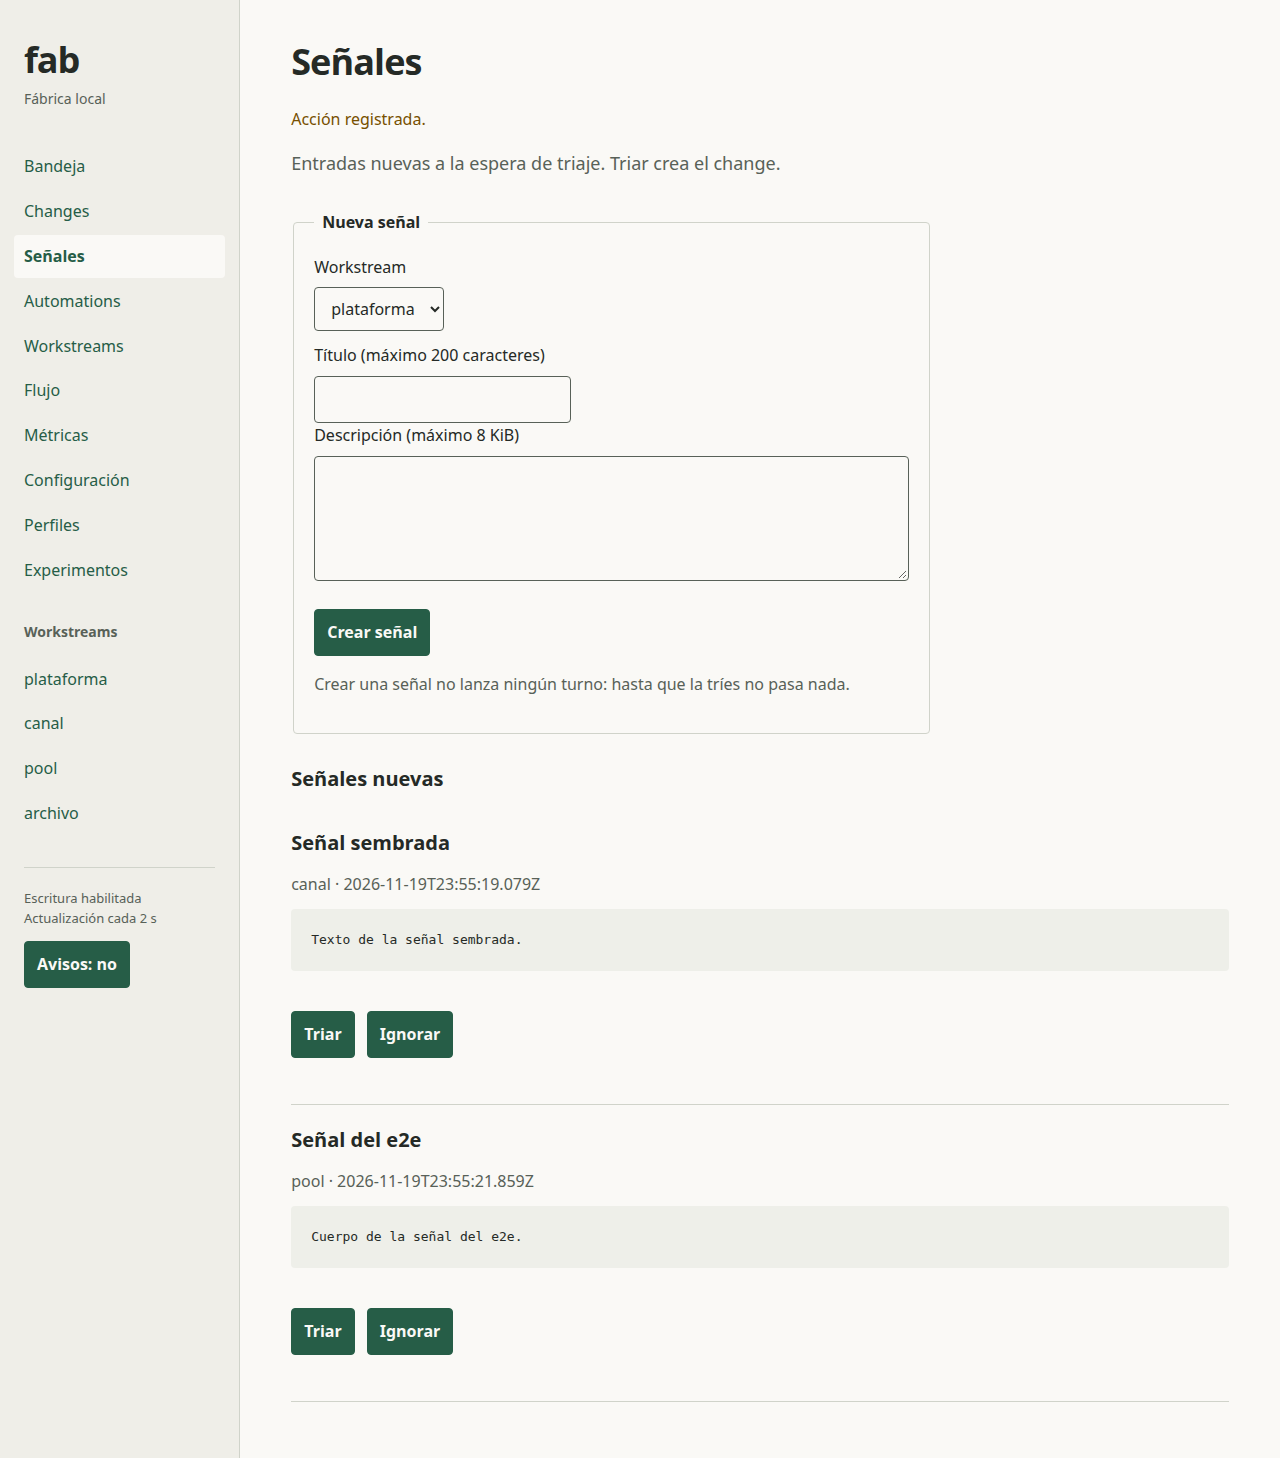 fab
Fábrica local
Bandeja
Changes
Señales
Automations
Workstreams
Flujo
Métricas
Configuración
Perfiles
Experimentos
Workstreams
plataforma
canal
pool
archivo
Escritura habilitada
Actualización cada 2 s
Avisos: no
Señales
Acción registrada.
Entradas nuevas a la espera de triaje. Triar crea el change.
Nueva señal
Workstream
plataforma
Título (máximo 200 caracteres)
Descripción (máximo 8 KiB)
Crear señal
Crear una señal no lanza ningún turno: hasta que la tríes no pasa nada.
Señales nuevas
Señal sembrada
canal · 2026-11-19T23:55:19.079Z
Texto de la señal sembrada.
Triar Ignorar
Señal del e2e
pool · 2026-11-19T23:55:21.859Z
Cuerpo de la señal del e2e.
Triar Ignorar